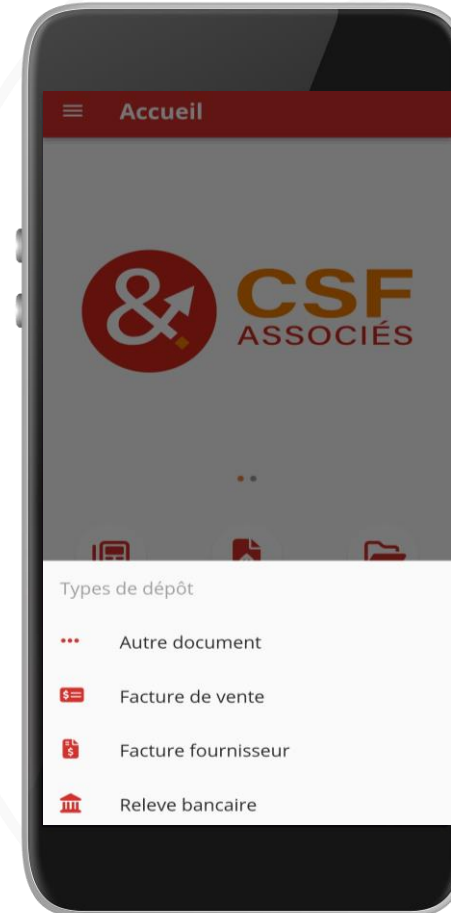 Accueil
&
CSF
ASSOCIÉS
Types de dépôt
Autre document
Facture de vente
Facture fournisseur
Releve bancaire